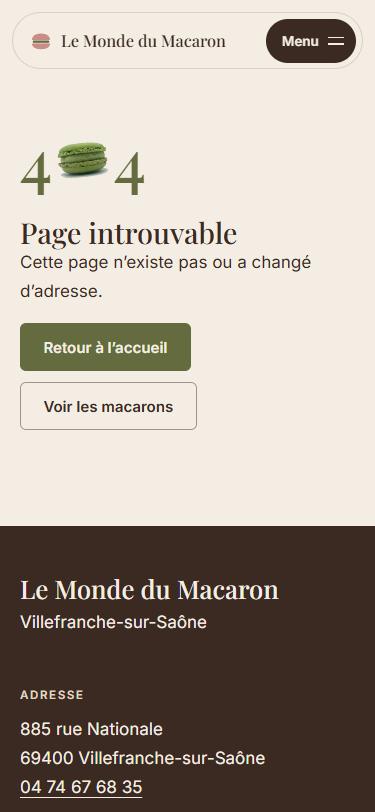 Le Monde du Macaron
Menu
4 4
Page introuvable
Cette page n’existe pas ou a changé
d’adresse.
Retour à l’accueil
Voir les macarons
Le Monde du Macaron
Villefranche-sur-Saône
ADRESSE
885 rue Nationale
69400 Villefranche-sur-Saône
04 74 67 68 35